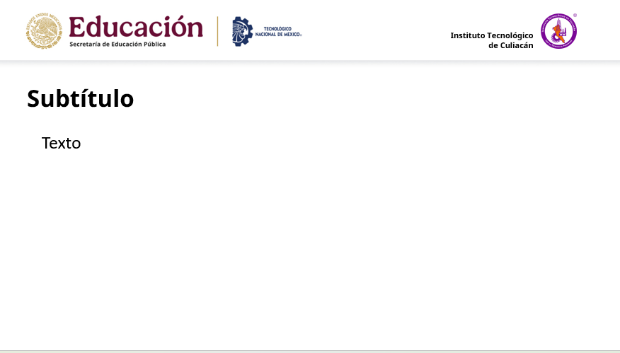 Educación
Secretaría de Educación Pública
TECNOLÓGICO
NACIONAL DE MÉXICO
Instituto Tecnológico
de Culiacán
Subtítulo
Texto